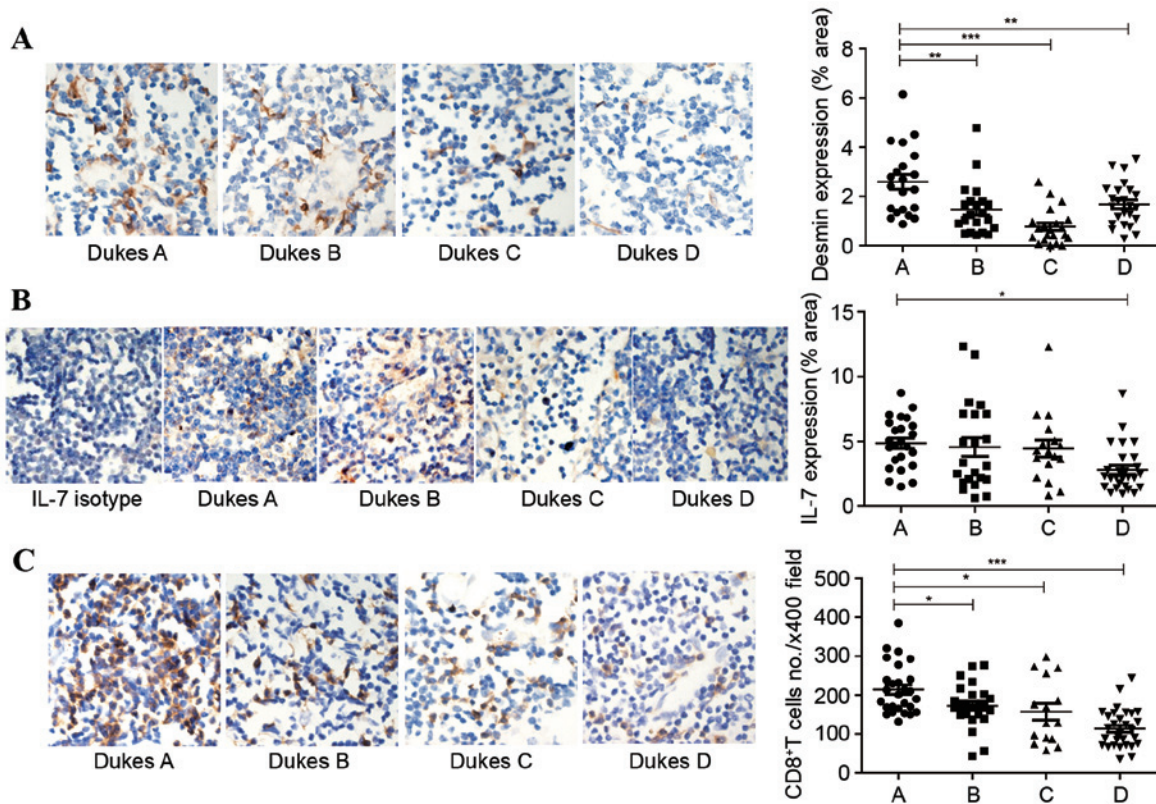 A
Dukes A Dukes B Dukes C Dukes D
**
***
**
Desmin expression (% area)
8
6
4
2
0
A B C D
B
IL-7 isotype Dukes A Dukes B Dukes C Dukes D
*
IL-7 expression (% area)
15
10
5
0
A B C D
C
Dukes A Dukes B Dukes C Dukes D
***
*
*
CD8+T cells no./x400 field
500
400
300
200
100
0
A B C D